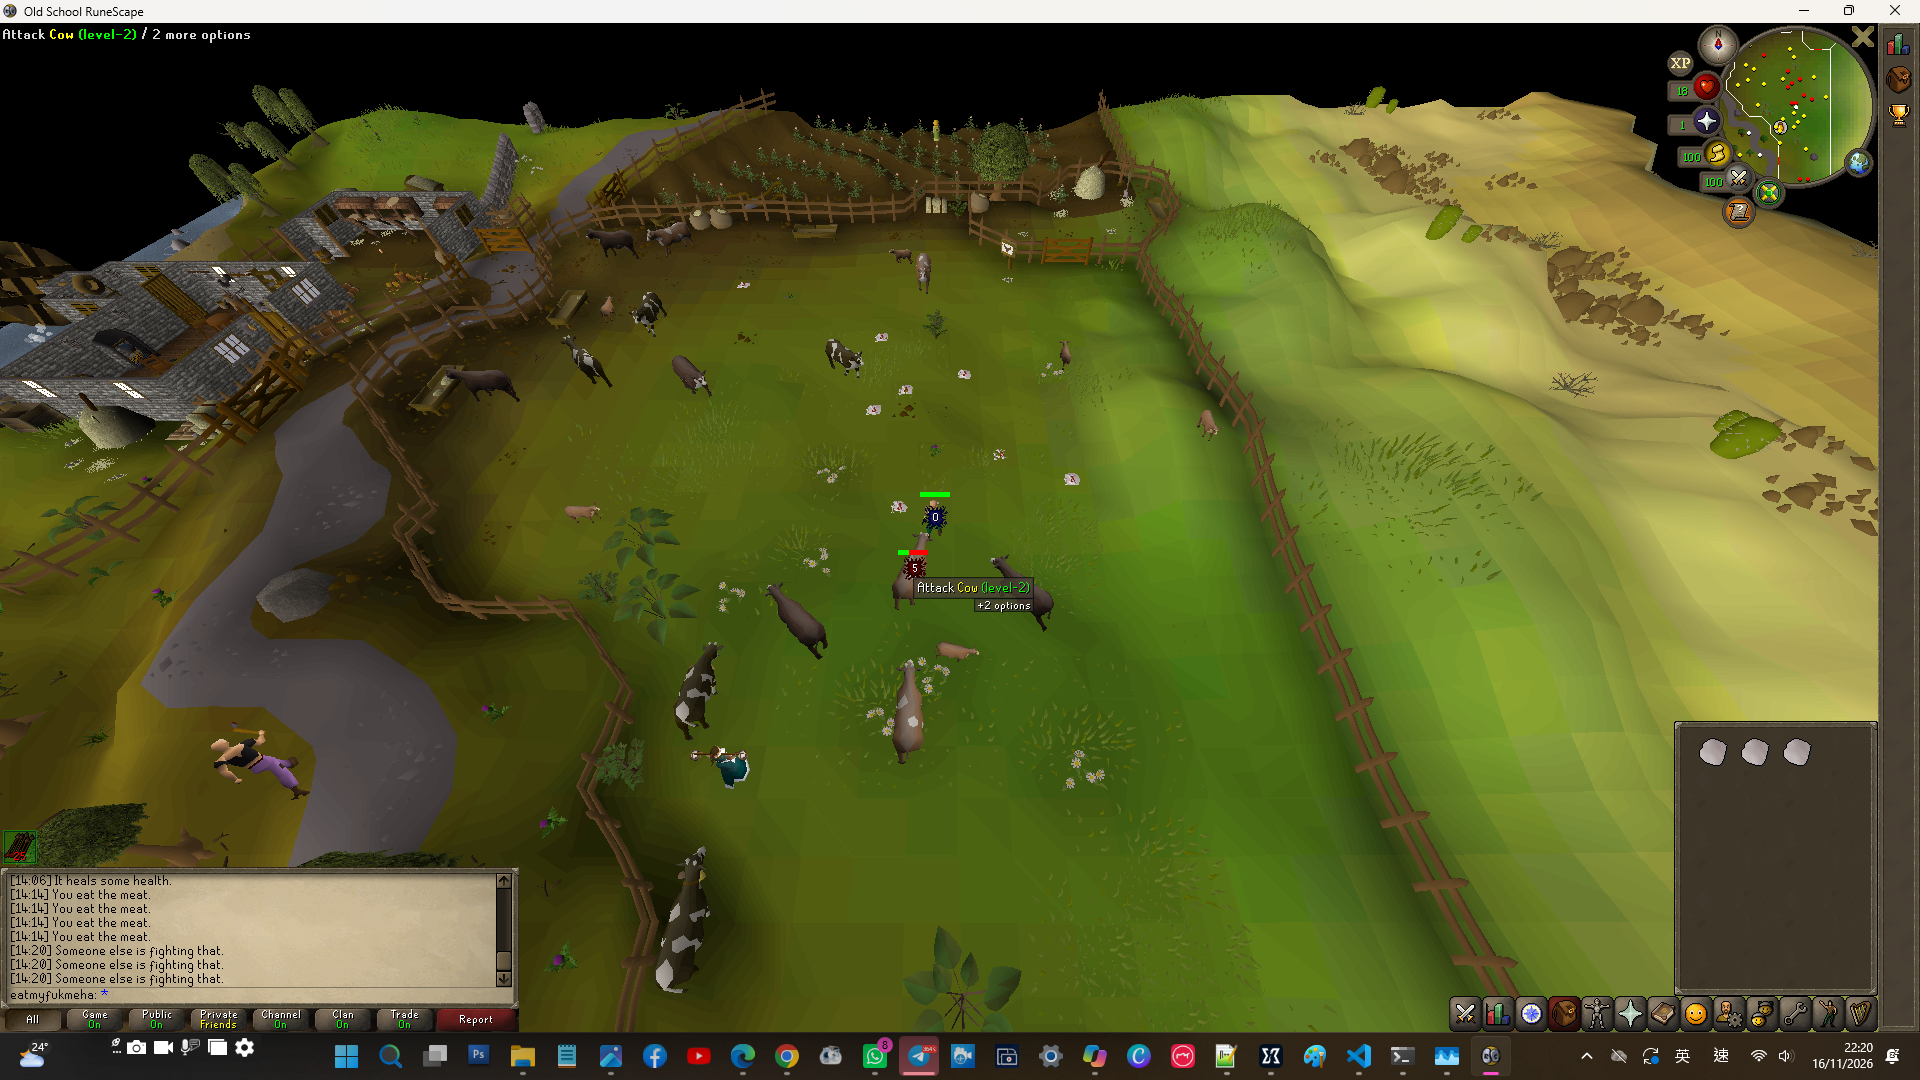 Old School RuneScape
Attack Cow (level-2) / 2 more options
N
XP
18
1
100
100
0
5
Attack Cow (level-2)
+2 options
25
[14:06] It heals some health.
[14:14] You eat the meat.
[14:14] You eat the meat.
[14:14] You eat the meat.
[14:14] You eat the meat.
[14:20] Someone else is fighting that.
[14:20] Someone else is fighting that.
[14:20] Someone else is fighting that.
eatmyfukmeha: *
All
Game
On
Public
On
Private
Friends
Channel
On
Clan
On
Trade
On
Report
24°
Ps
8
英
速
22:20
16/11/2026